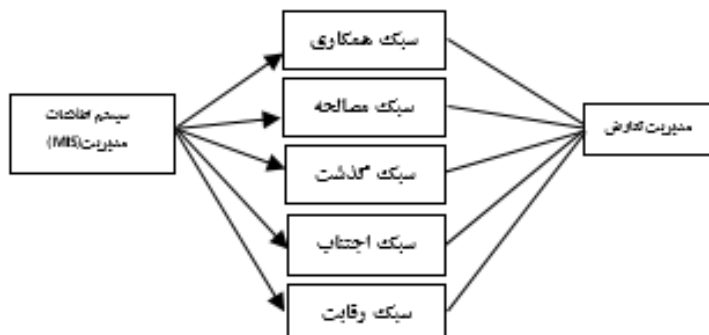 سبک همکاری
سبک مصالحه
سبک گذشت
سبک اجتناب
سبک رقابت
سیستم اطلاعات
مدیریت(MIS)
مدیریت تعارض